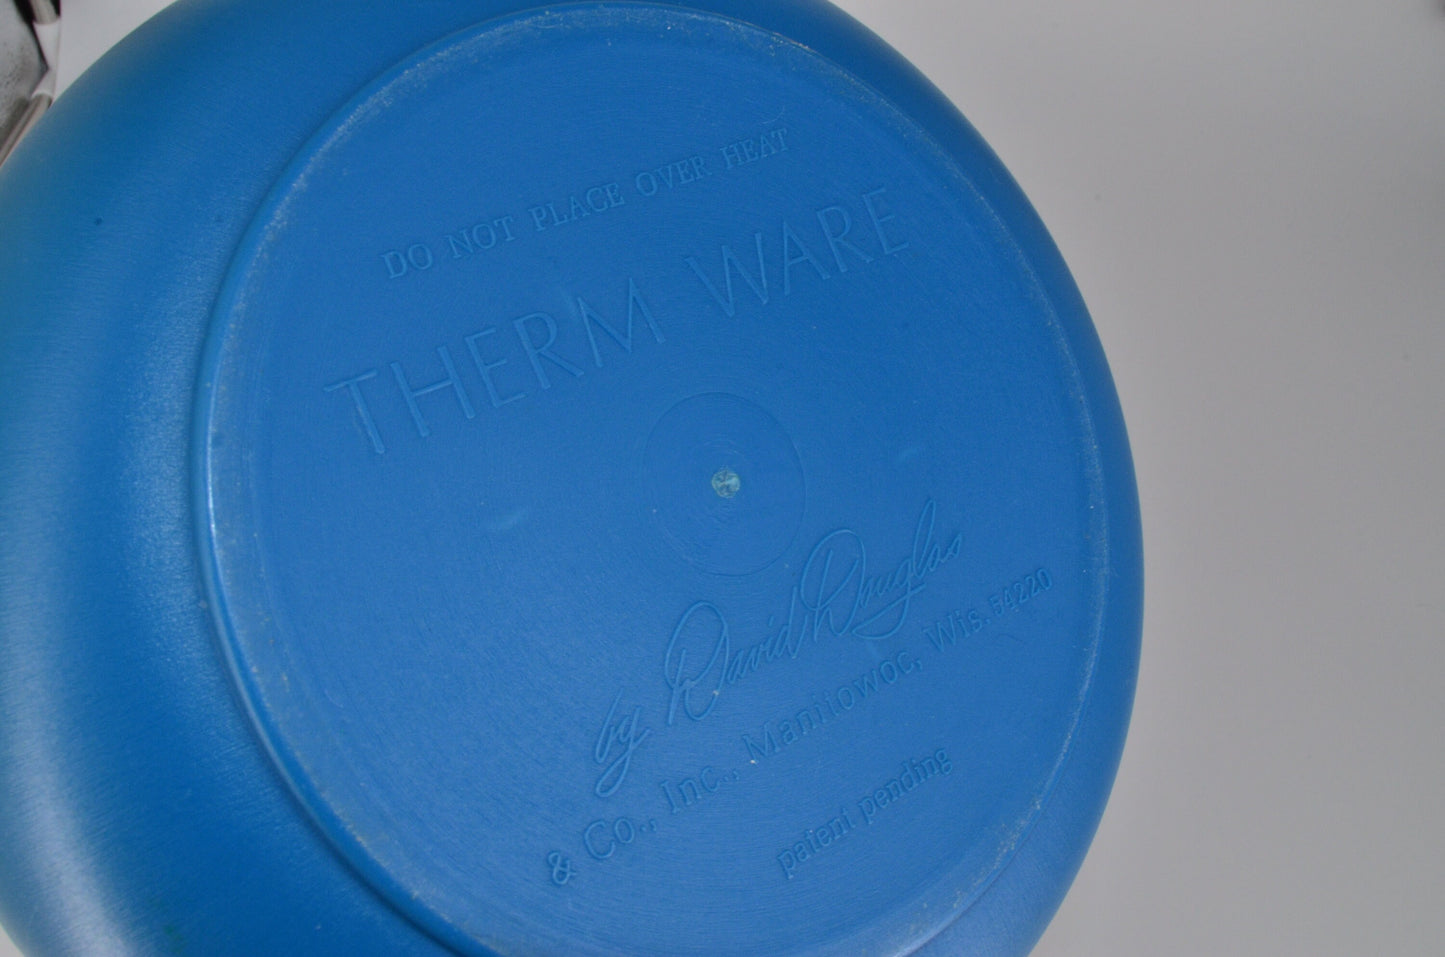 DO NOT PLACE OVER HEAT
THERM WARE
by David Douglas
& Co., Inc., Manitowoc, Wis. 54220
patent pending